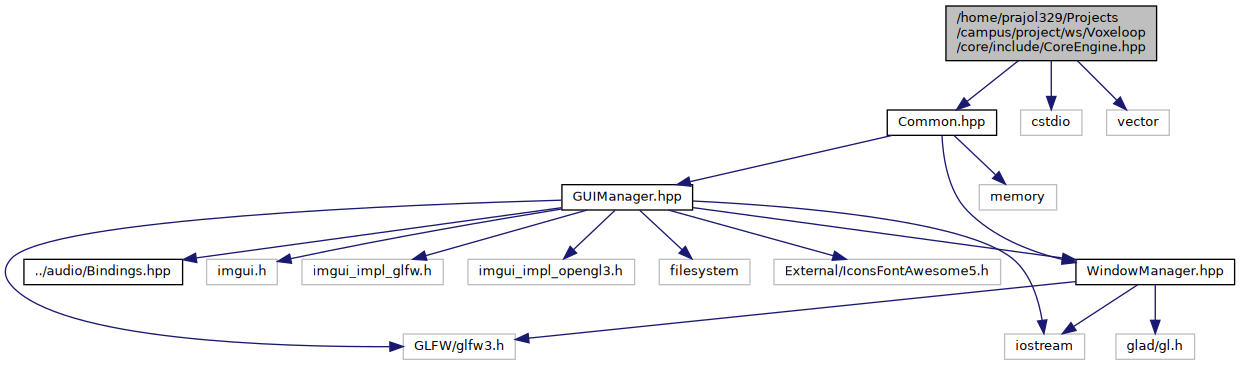 /home/prajol329/Projects
/campus/project/ws/Voxeloop
/core/include/CoreEngine.hpp
Common.hpp
cstdio
vector
GUIManager.hpp
memory
../audio/Bindings.hpp
imgui.h
imgui_impl_glfw.h
imgui_impl_opengl3.h
filesystem
External/IconsFontAwesome5.h
WindowManager.hpp
GLFW/glfw3.h
iostream
glad/gl.h